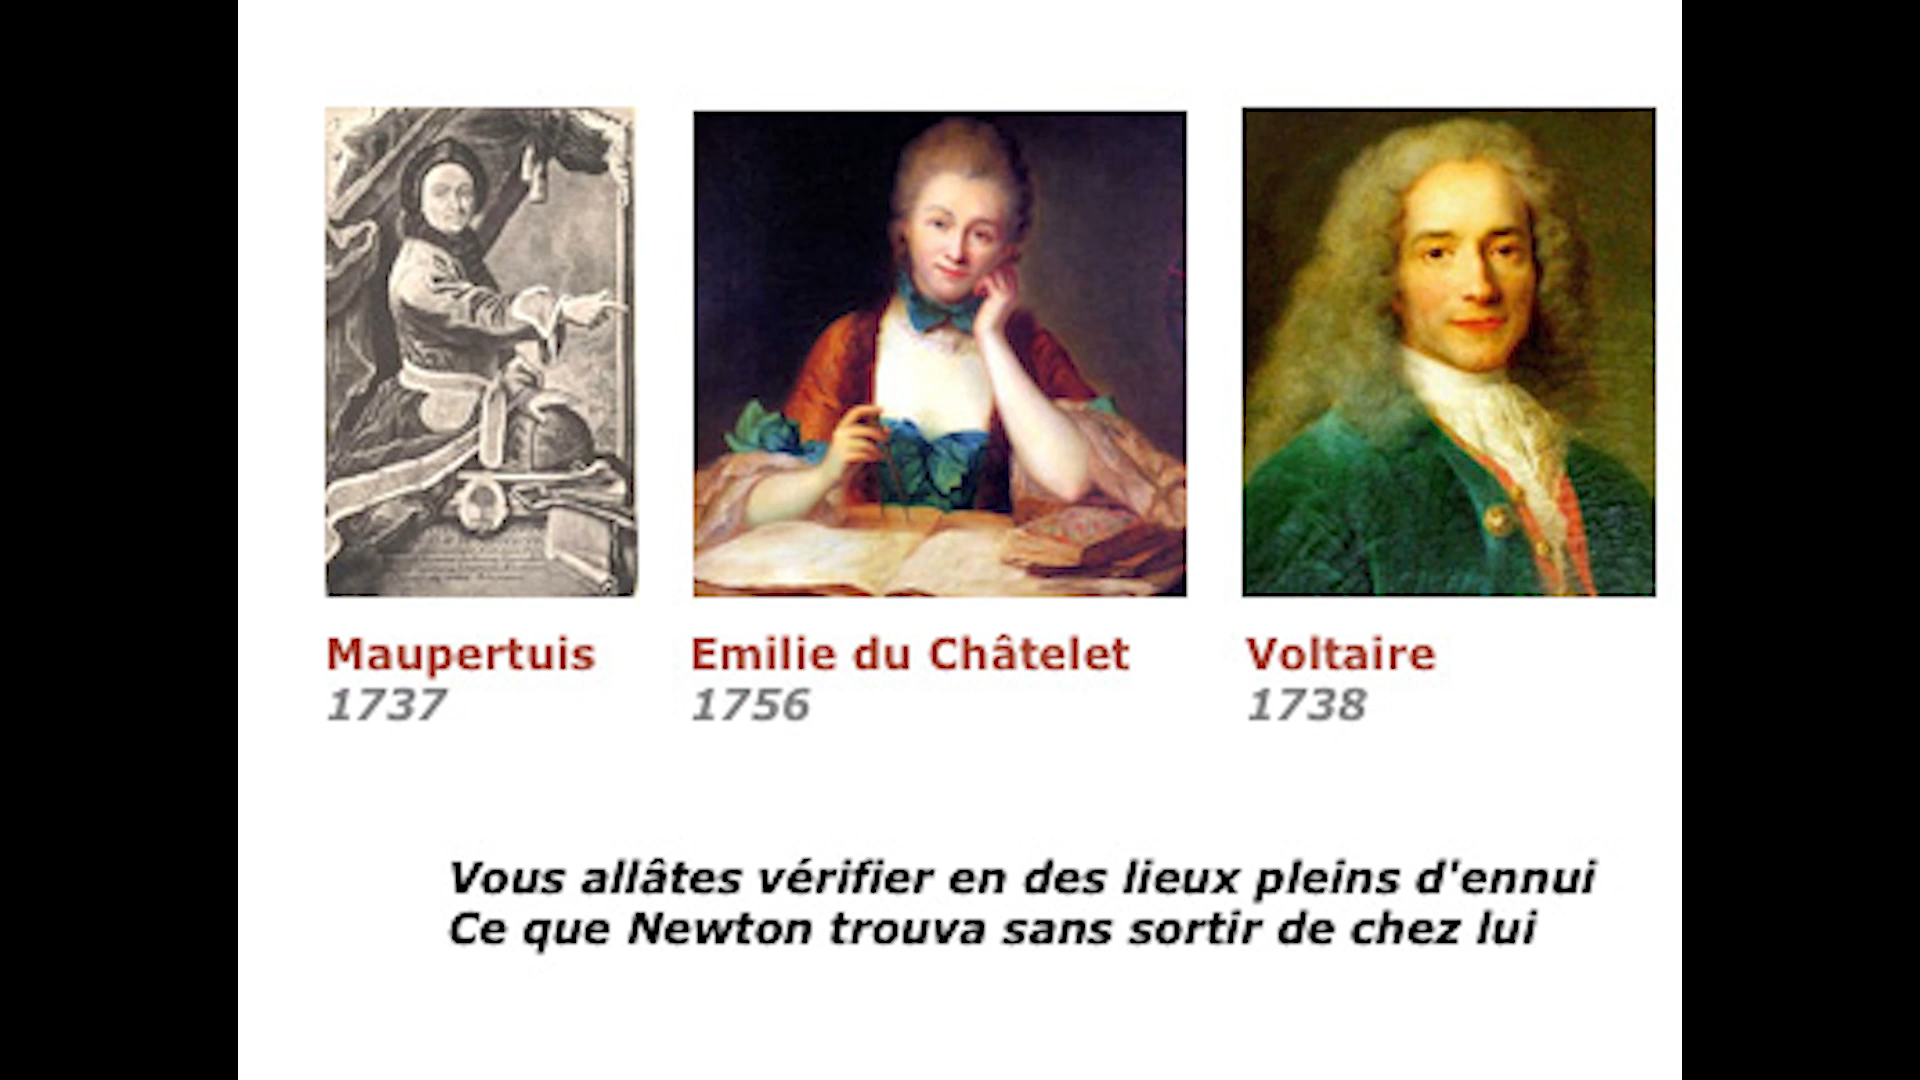 Maupertuis
1737
Emilie du Châtelet
1756
Voltaire
1738
Vous allâtes vérifier en des lieux pleins d'ennui
Ce que Newton trouva sans sortir de chez lui